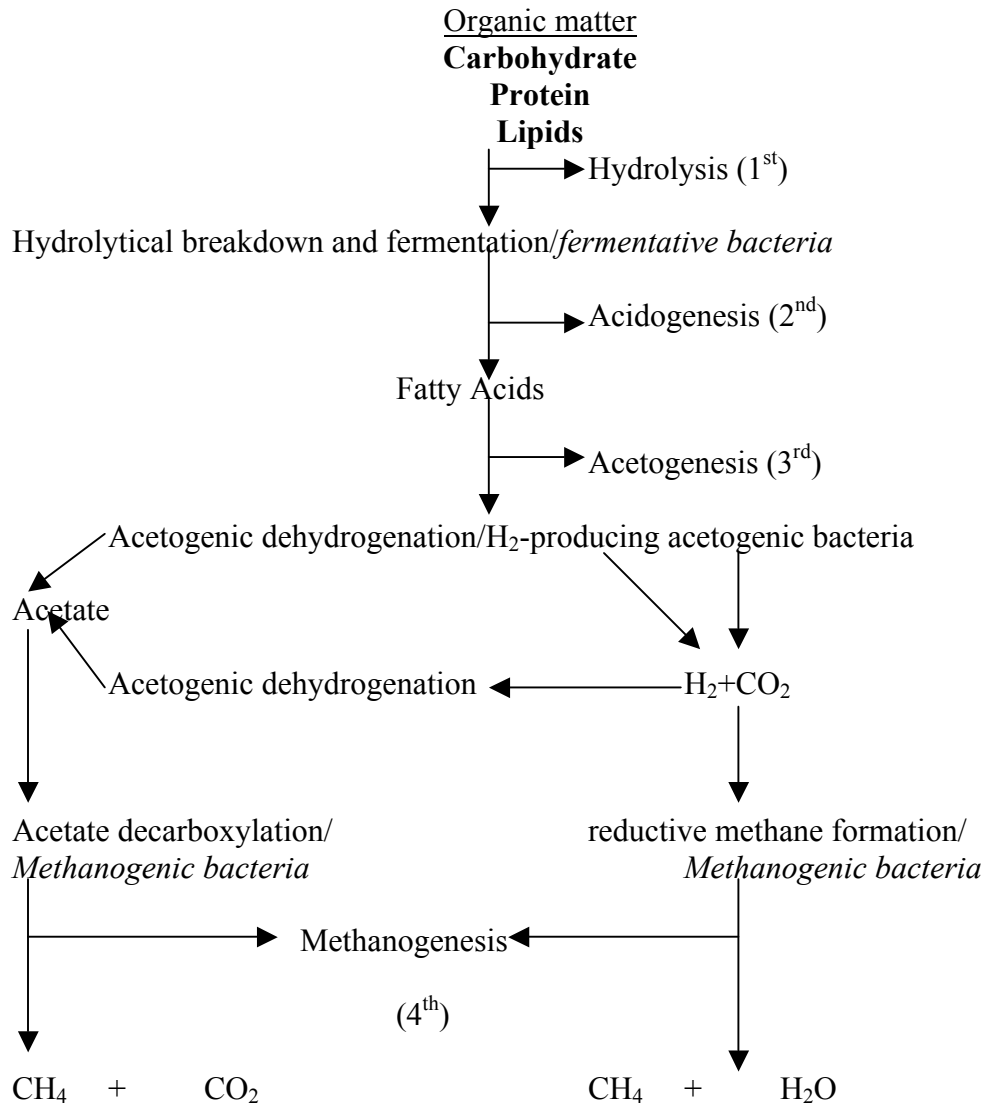 Organic matter
Carbohydrate
Protein
Lipids
Hydrolysis (1st)
Hydrolytical breakdown and fermentation/fermentative bacteria
Acidogenesis (2nd)
Fatty Acids
Acetogenesis (3rd)
Acetogenic dehydrogenation/H2-producing acetogenic bacteria
Acetate
Acetogenic dehydrogenation H2+CO2
Acetate decarboxylation/ reductive methane formation/
Methanogenic bacteria Methanogenic bacteria
Methanogenesis
(4th)
CH4 + CO2 CH4 + H2O